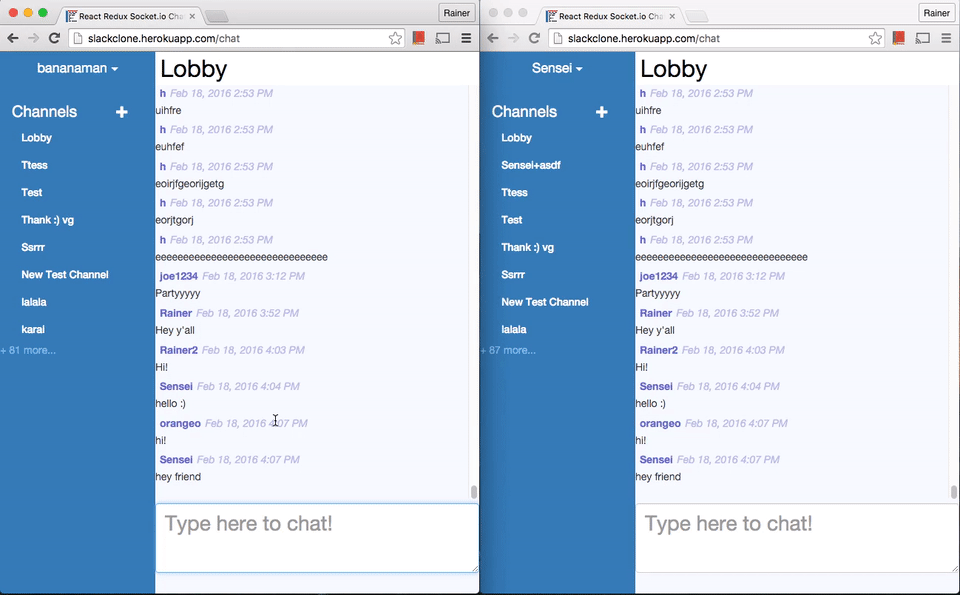 React Redux Socket.io Cha
Rainer
slackclone.herokuapp.com/chat
bananaman
Lobby
Channels
Lobby
Ttess
Test
Thank :) vg
Ssrrr
New Test Channel
lalala
karai
+ 81 more...
h Feb 18, 2016 2:53 PM
uihfre
h Feb 18, 2016 2:53 PM
euhfef
h Feb 18, 2016 2:53 PM
eoirjfgeorijgetg
h Feb 18, 2016 2:53 PM
eorjtgorj
h Feb 18, 2016 2:53 PM
joe1234 Feb 18, 2016 3:12 PM
Partyyyyy
Rainer Feb 18, 2016 3:52 PM
Hey y'all
Rainer2 Feb 18, 2016 4:03 PM
Hi!
Sensei Feb 18, 2016 4:04 PM
hello :)
orangeo Feb 18, 2016 4:07 PM
hi!
Sensei Feb 18, 2016 4:07 PM
hey friend
Type here to chat!
React Redux Socket.io Cha
Rainer
slackclone.herokuapp.com/chat
Sensei
Lobby
Channels
Lobby
Sensei+asdf
Ttess
Test
Thank :) vg
Ssrrr
New Test Channel
lalala
+ 87 more...
h Feb 18, 2016 2:53 PM
uihfre
h Feb 18, 2016 2:53 PM
euhfef
h Feb 18, 2016 2:53 PM
eoirjfgeorijgetg
h Feb 18, 2016 2:53 PM
eorjtgorj
h Feb 18, 2016 2:53 PM
joe1234 Feb 18, 2016 3:12 PM
Partyyyyy
Rainer Feb 18, 2016 3:52 PM
Hey y'all
Rainer2 Feb 18, 2016 4:03 PM
Hi!
Sensei Feb 18, 2016 4:04 PM
hello :)
orangeo Feb 18, 2016 4:07 PM
hi!
Sensei Feb 18, 2016 4:07 PM
hey friend
Type here to chat!